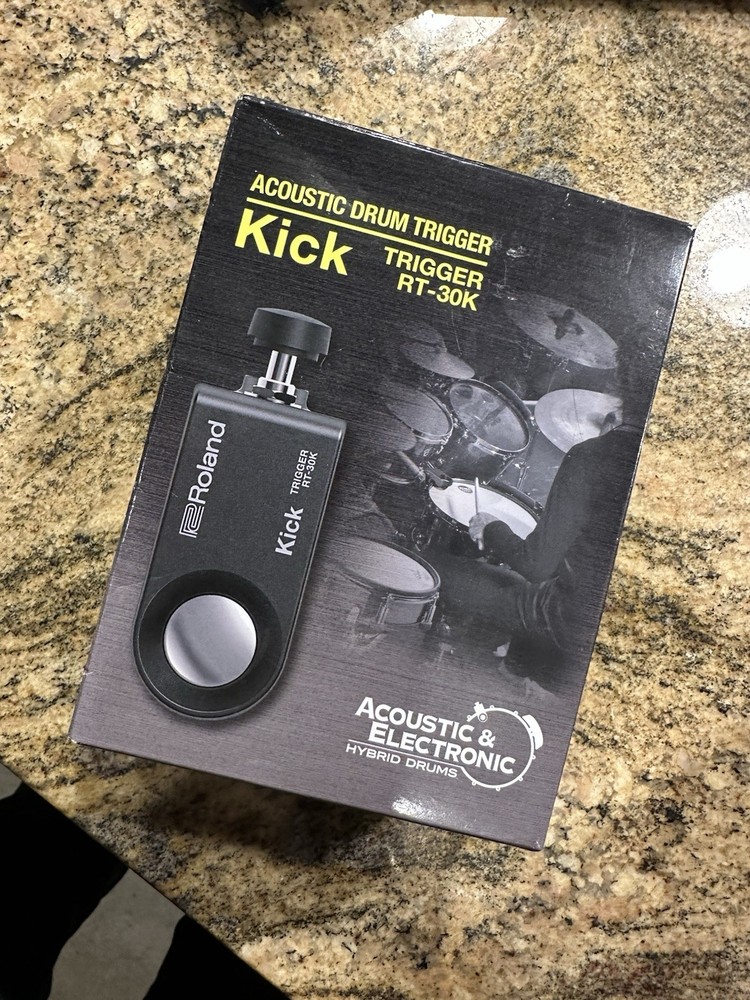 ACOUSTIC DRUM TRIGGER
Kick TRIGGER
RT-30K
Roland
Kick TRIGGER
RT-30K
ACOUSTIC &
ELECTRONIC
HYBRID DRUMS